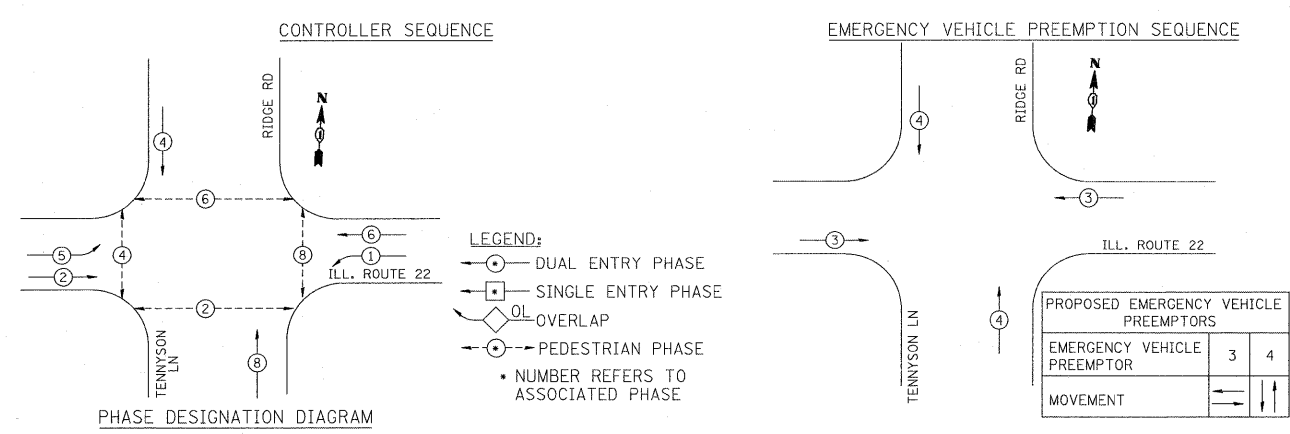 CONTROLLER SEQUENCE
RIDGE RD
N
4
6
5
4
2
8
6
1
ILL. ROUTE 22
2
TENNYSON
LN
8
PHASE DESIGNATION DIAGRAM
LEGEND:
* DUAL ENTRY PHASE
* SINGLE ENTRY PHASE
OL OVERLAP
* PEDESTRIAN PHASE
* NUMBER REFERS TO
ASSOCIATED PHASE
EMERGENCY VEHICLE PREEMPTION SEQUENCE
RIDGE RD
N
4
3
3
ILL. ROUTE 22
TENNYSON LN
4
PROPOSED EMERGENCY VEHICLE
PREEMPTORS
EMERGENCY VEHICLE
PREEMPTOR
3
4
MOVEMENT